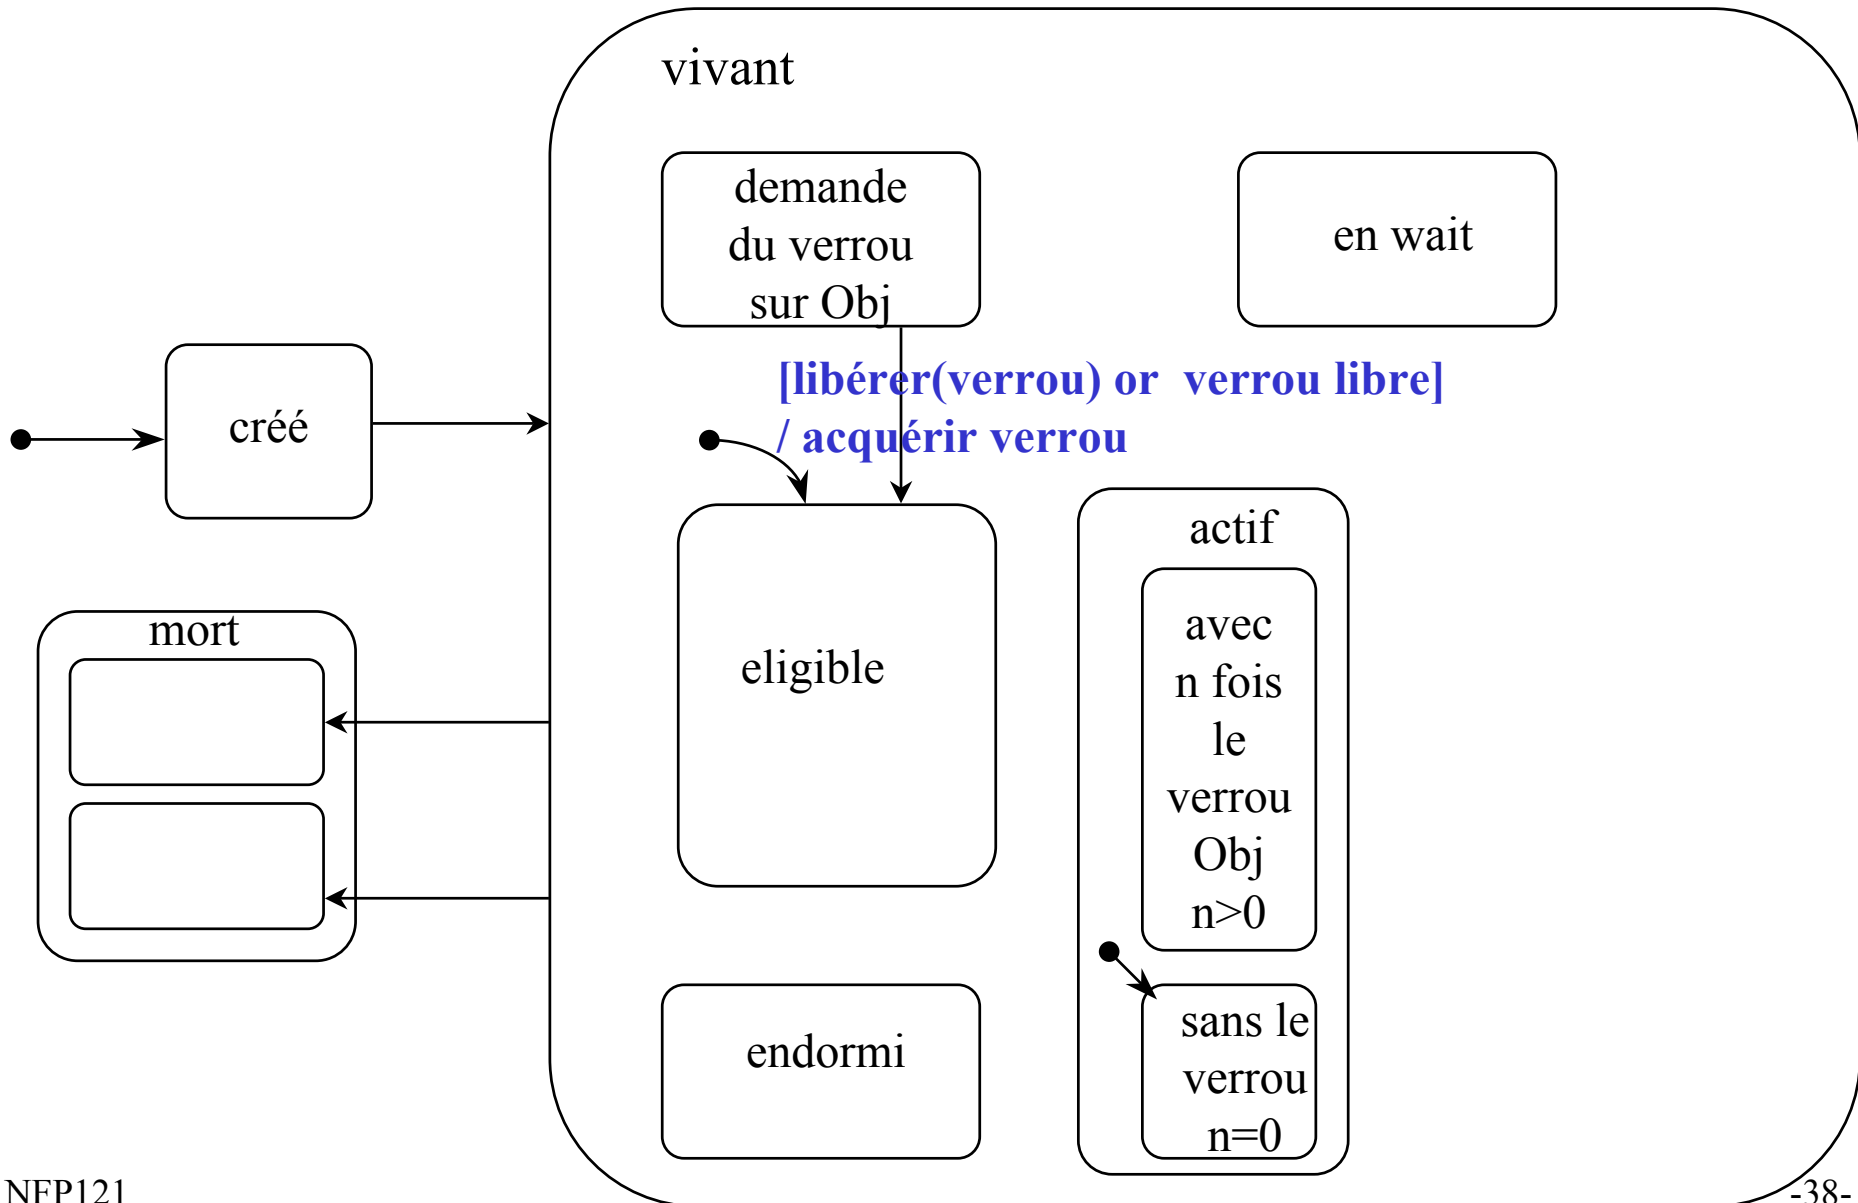 vivant
demande
du verrou
sur Obj
en wait
[libérer(verrou) or  verrou libre]
/ acquérir verrou
créé
actif
avec
n fois
le
verrou
Obj
n>0
mort
eligible
sans le
verrou
n=0
endormi
NFP121
-38-